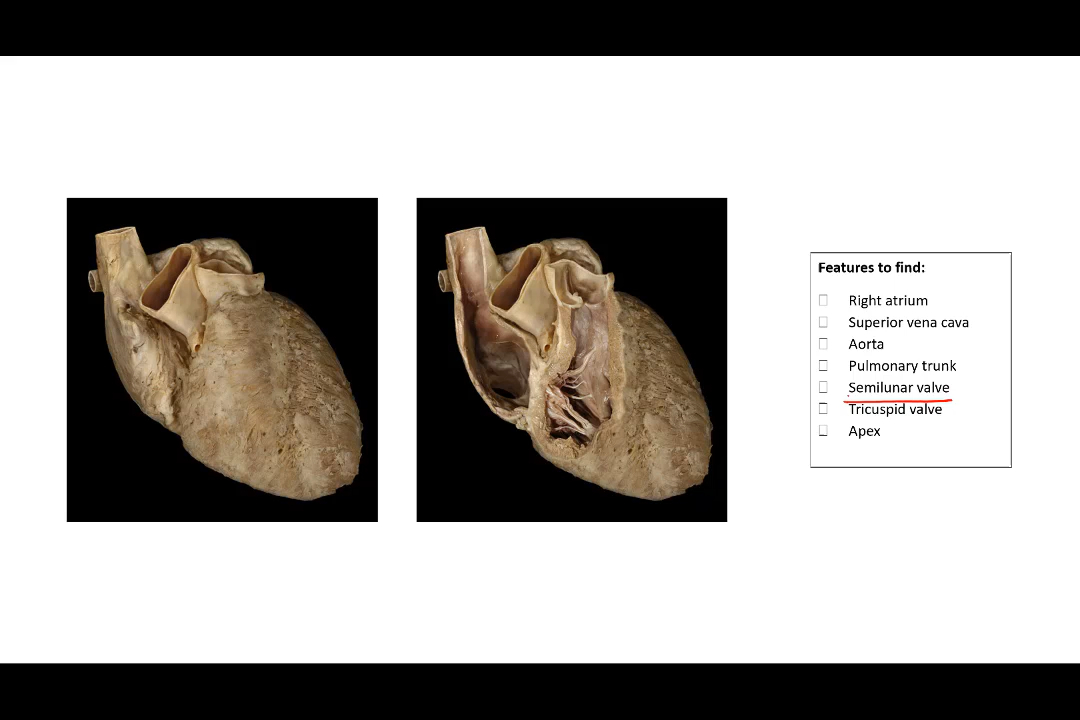 Features to find:
Right atrium
Superior vena cava
Aorta
Pulmonary trunk
Semilunar valve
Tricuspid valve
Apex